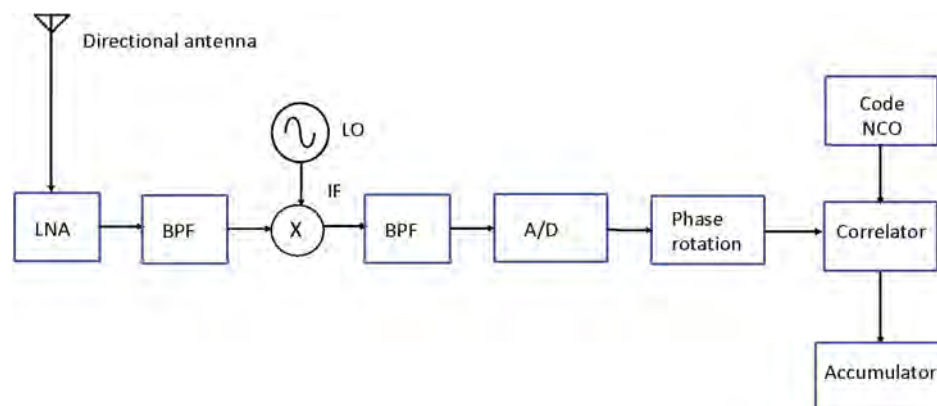 Directional antenna
LO
Code
NCO
IF
LNA
BPF
X
BPF
A/D
Phase
rotation
Correlator
Accumulator